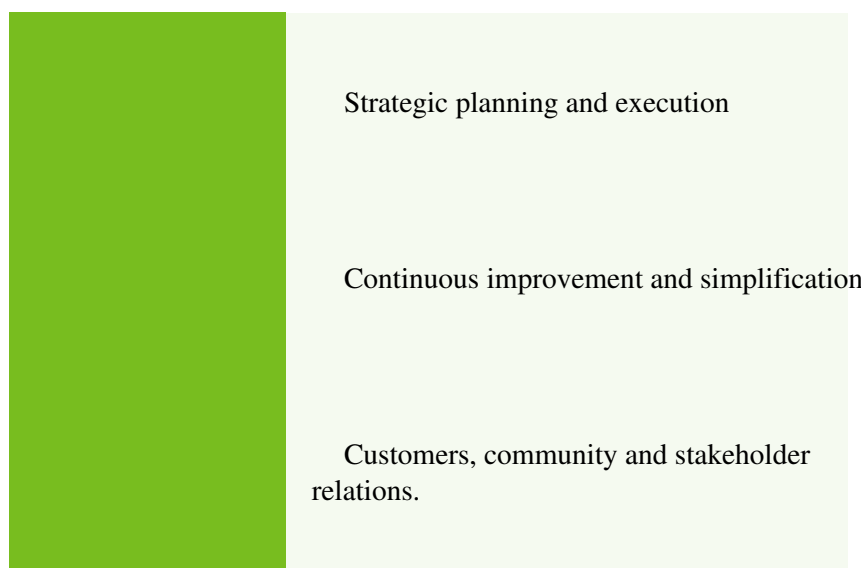 Strategic planning and execution
Continuous improvement and simplification
Customers, community and stakeholder
relations.